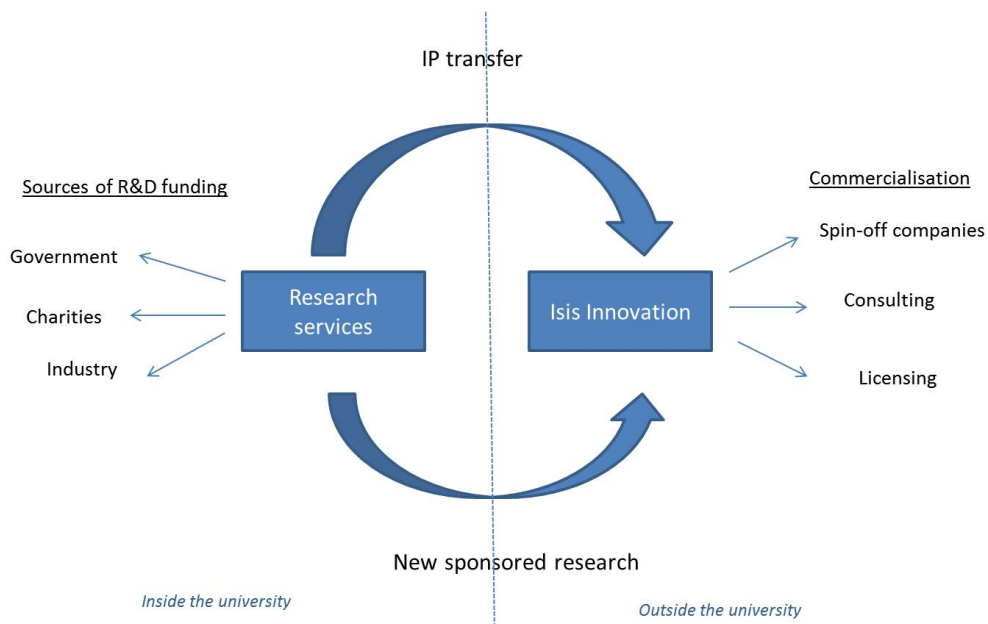 IP transfer
Sources of R&D funding
Government
Charities
Industry
Research
services
Isis Innovation
Commercialisation
Spin-off companies
Consulting
Licensing
New sponsored research
Inside the university
Outside the university